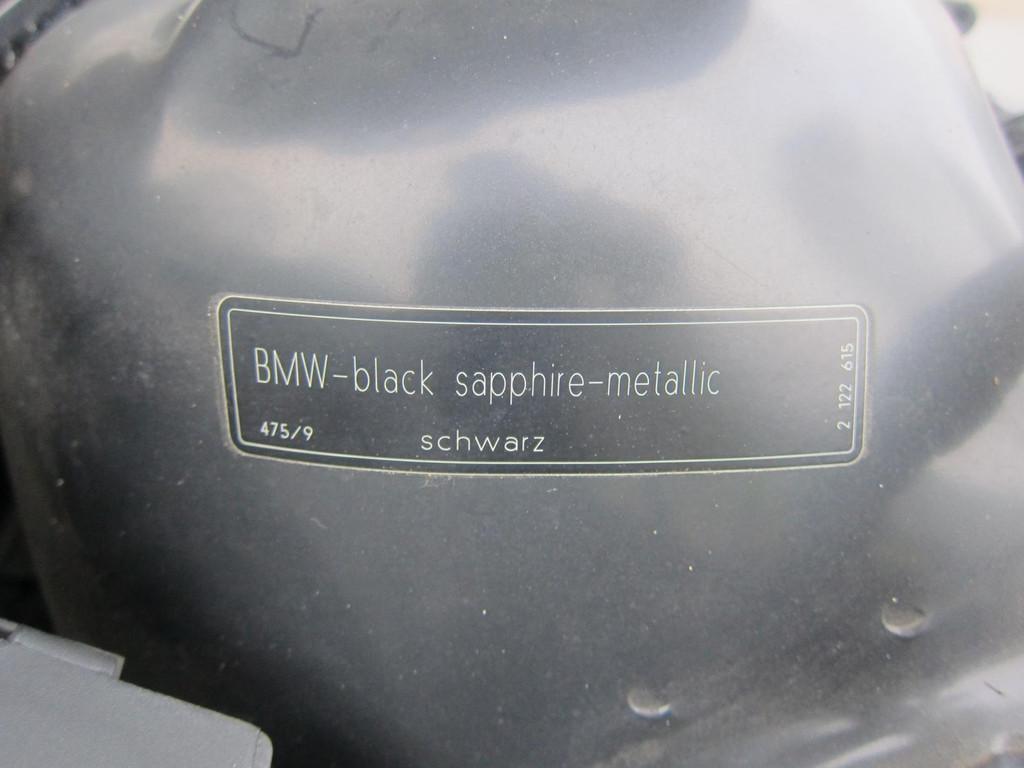 BMW-black sapphire-metallic
475/9
schwarz
2 122 615